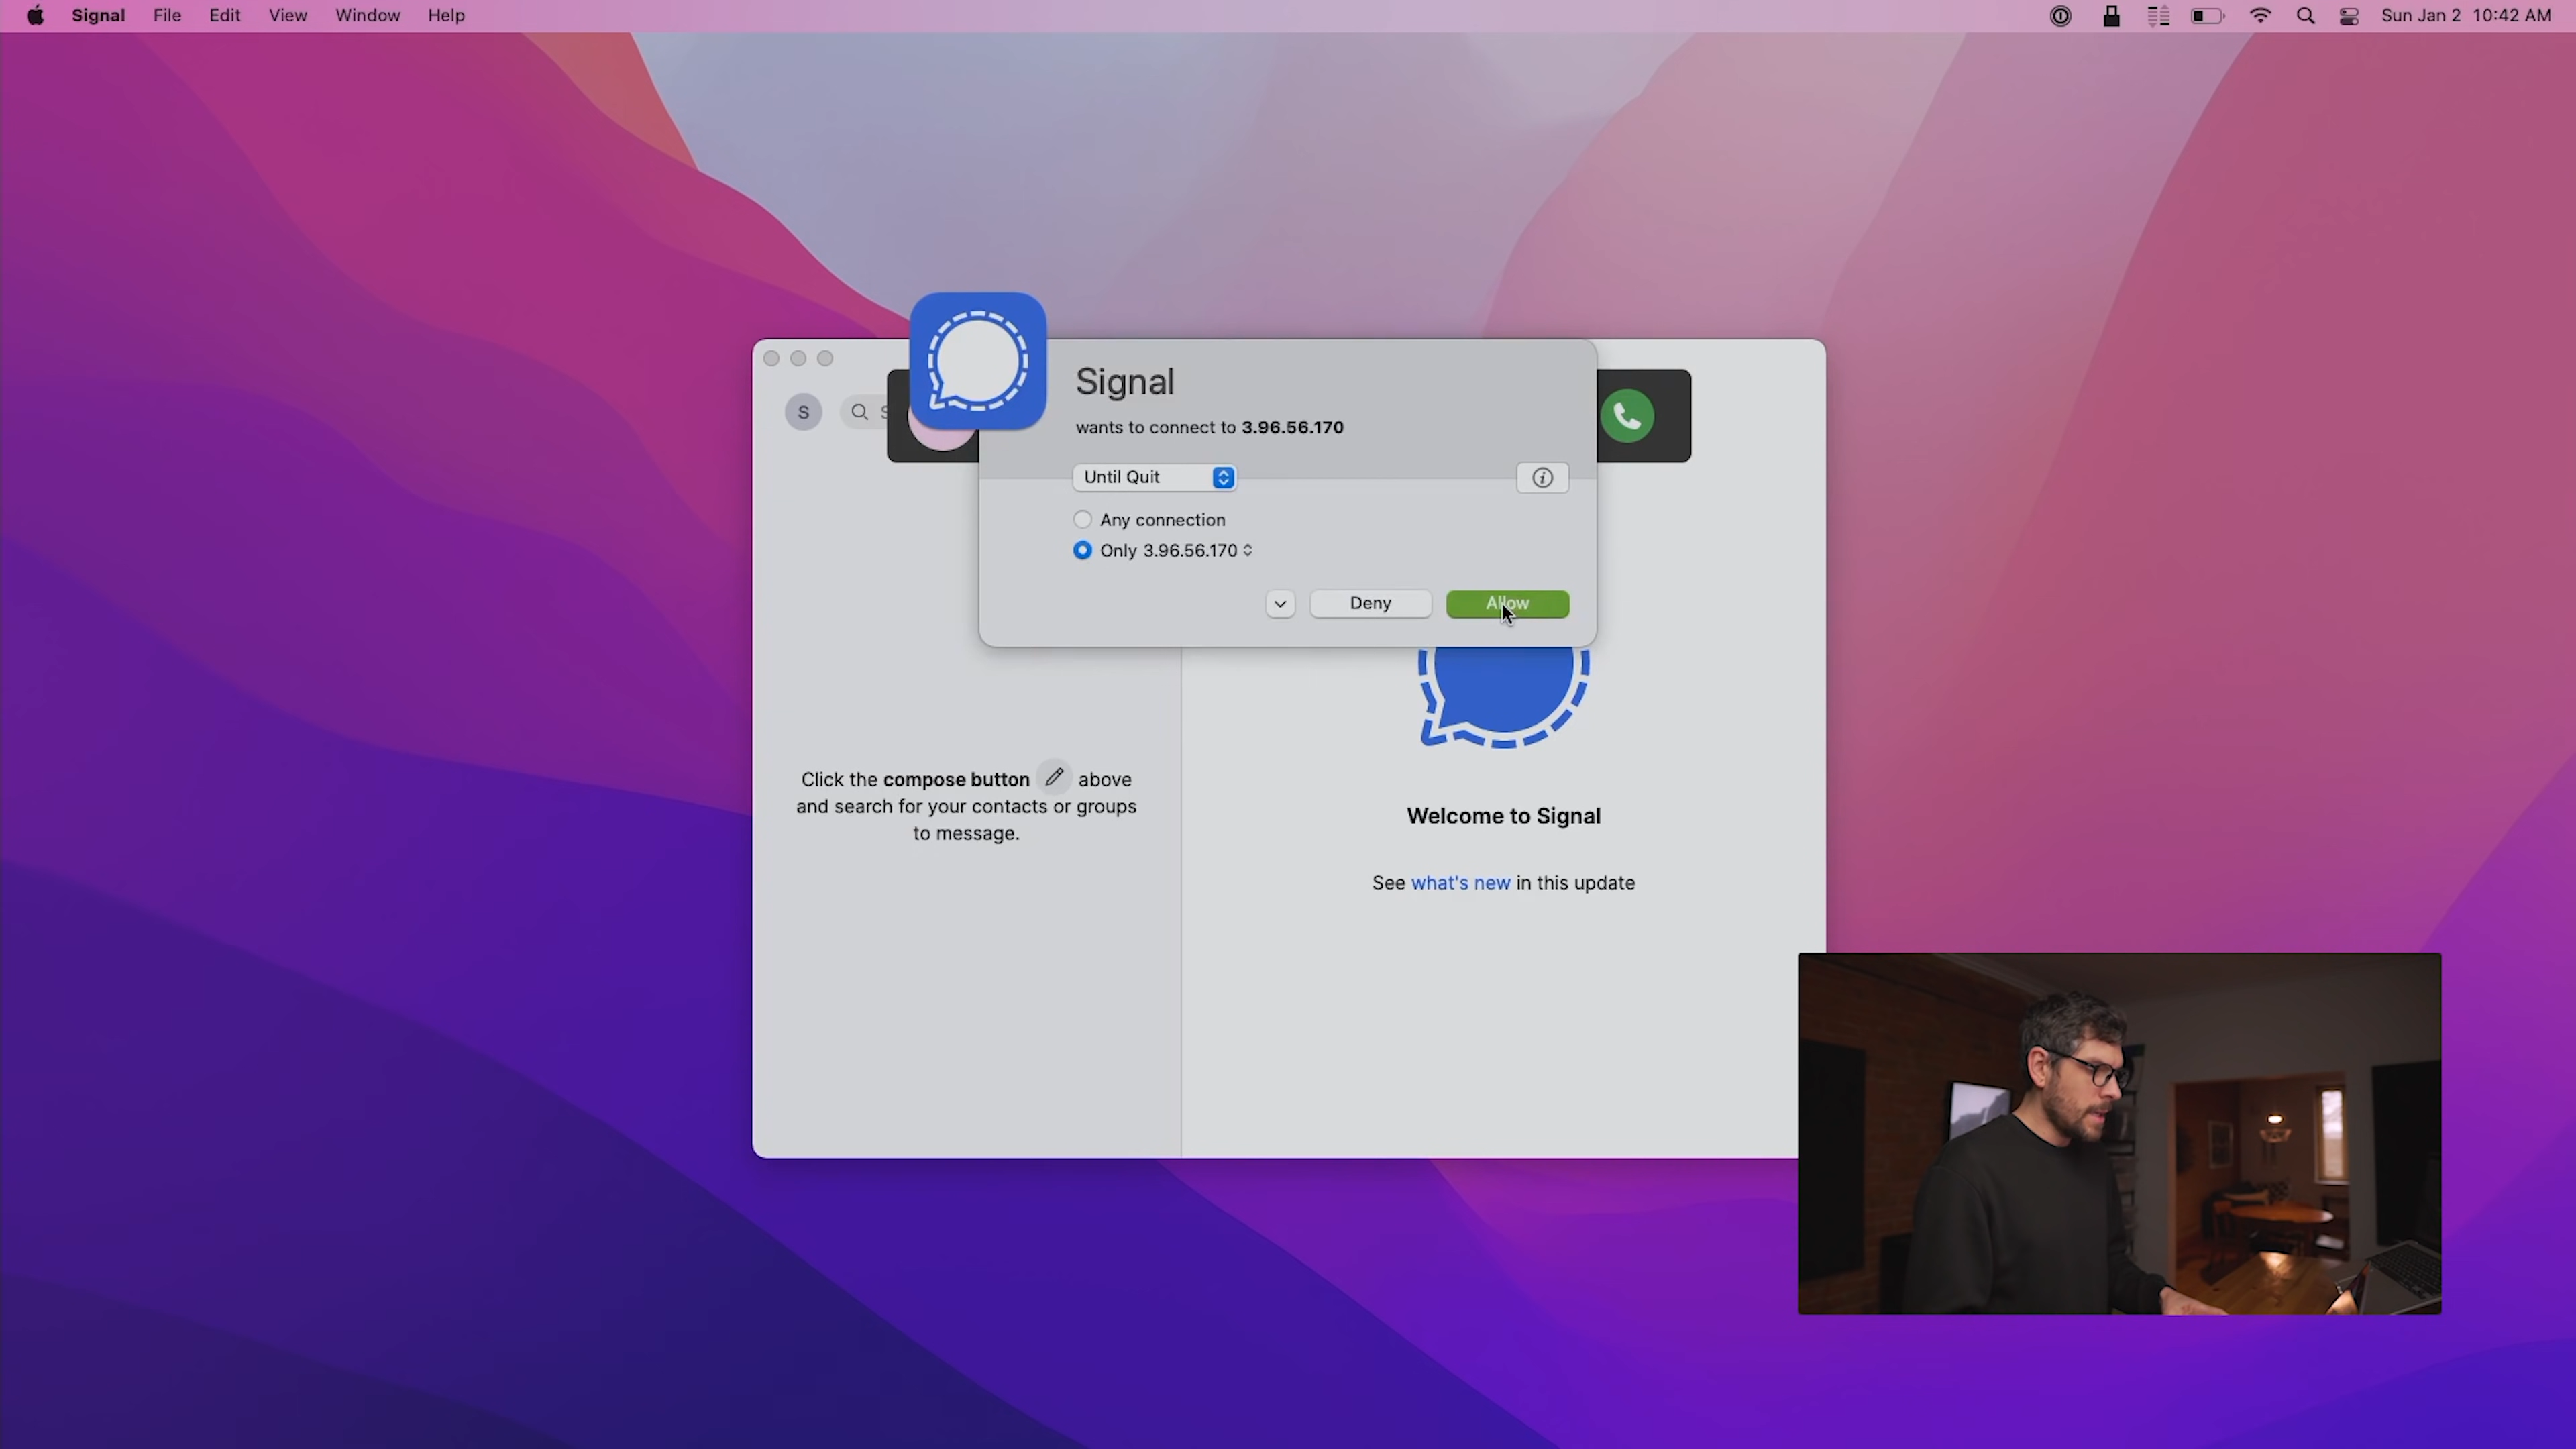 Signal File Edit View Window Help
Sun Jan 2 10:42 AM
S
S
Signal
wants to connect to 3.96.56.170
Until Quit
Any connection
Only 3.96.56.170
Deny
Allow
Click the compose button above
and search for your contacts or groups
to message.
Welcome to Signal
See what's new in this update